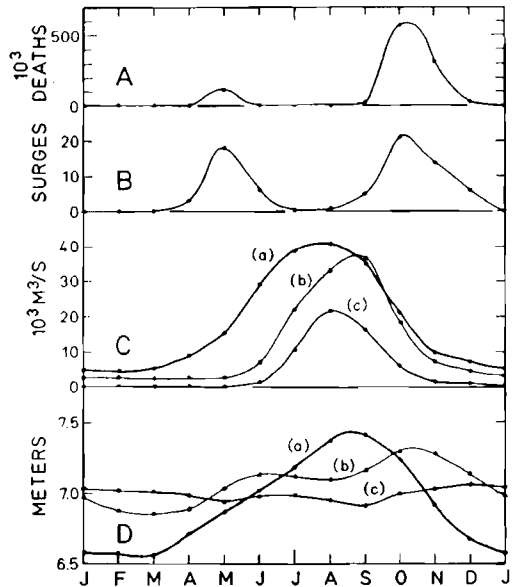 10³ DEATHS
500
0
A
SURGES
20
10
0
B
10³ M³/S
40
30
20
10
0
C
(a)
(b)
(c)
METERS
7.5
7.0
6.5
D
(a)
(b)
(c)
J F M A M J J A S O N D J